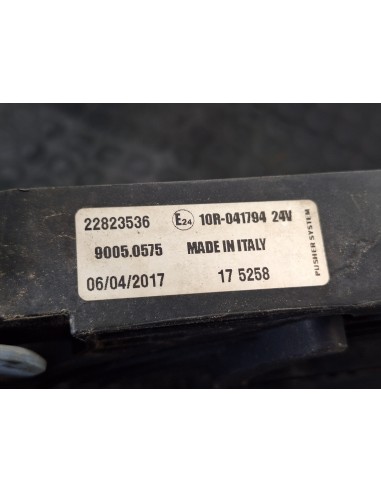 22823536 E24 10R-041794 24V
9005.0575 MADE IN ITALY
06/04/2017 17 5258
PUSHER SYSTEM